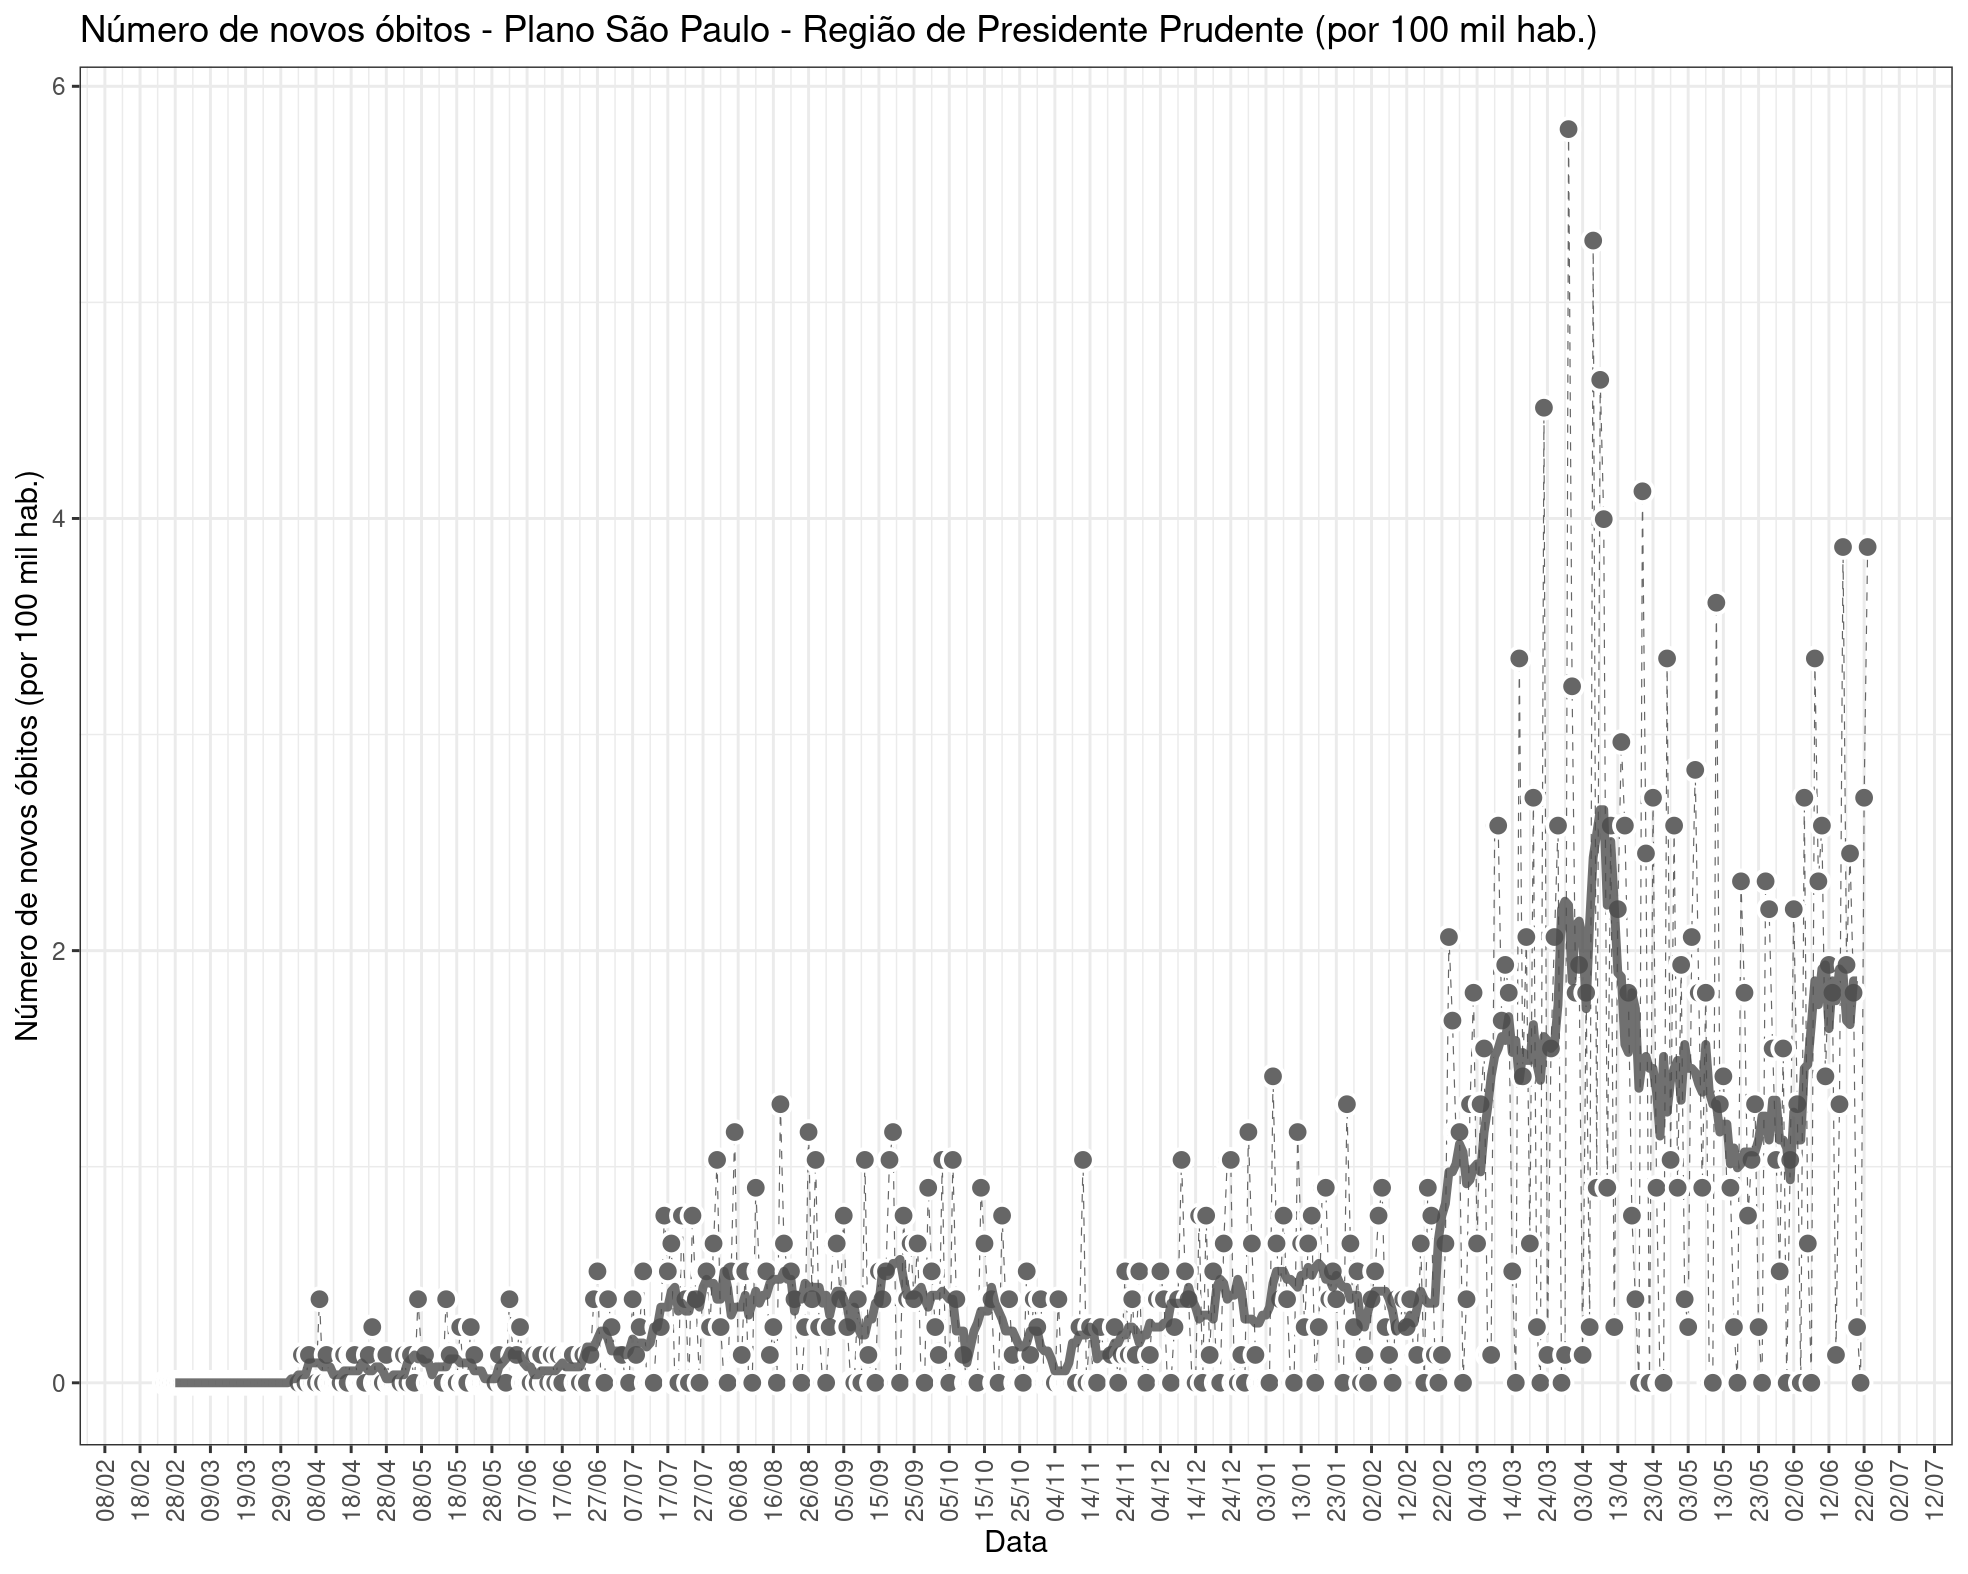 Número de novos óbitos - Plano São Paulo - Região de Presidente Prudente (por 100 mil hab.)
Número de novos óbitos (por 100 mil hab.)
6
4
2
0
08/02 18/02 28/02 09/03 19/03 29/03 08/04 18/04 28/04 08/05 18/05 28/05 07/06 17/06 27/06 07/07 17/07 27/07 06/08 16/08 26/08 05/09 15/09 25/09 05/10 15/10 25/10 04/11 14/11 24/11 04/12 14/12 24/12 03/01 13/01 23/01 02/02 12/02 22/02 04/03 14/03 24/03 03/04 13/04 23/04 03/05 13/05 23/05 02/06 12/06 22/06 02/07 12/07
Data